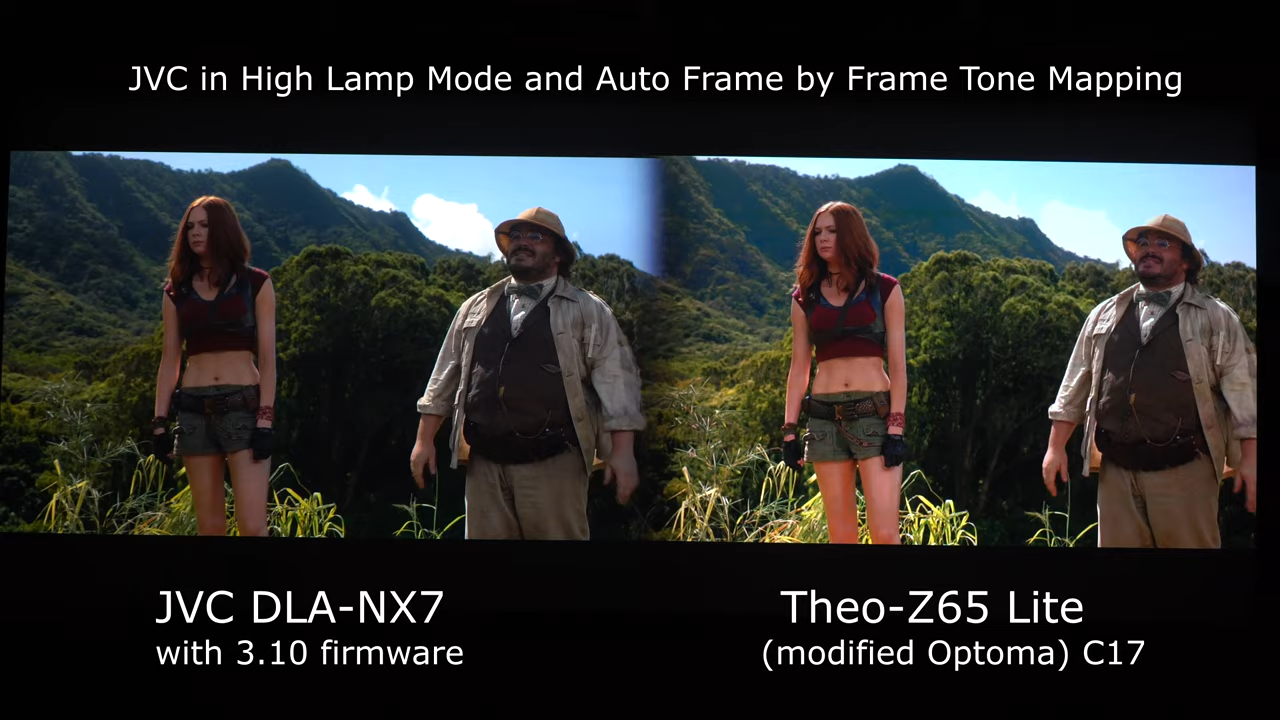 JVC in High Lamp Mode and Auto Frame by Frame Tone Mapping
JVC DLA-NX7
with 3.10 firmware
Theo-Z65 Lite
(modified Optoma) C17